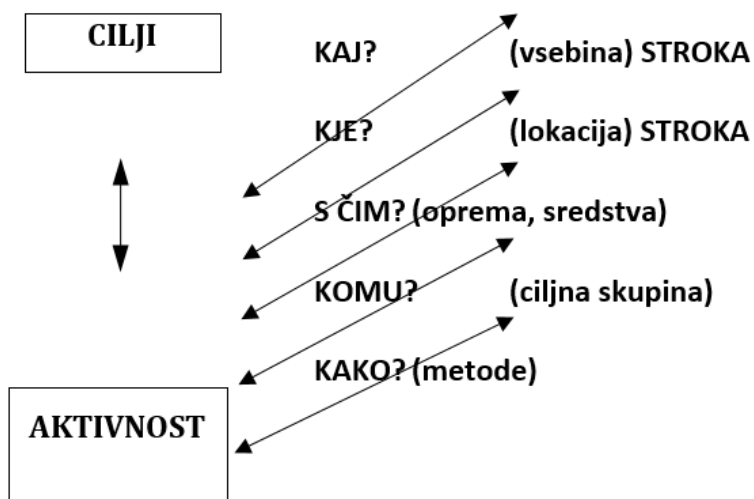 CILJI
KAJ? (vsebina) STROKA
KJE? (lokacija) STROKA
S ČIM? (oprema, sredstva)
KOMU? (ciljna skupina)
KAKO? (metode)
AKTIVNOST